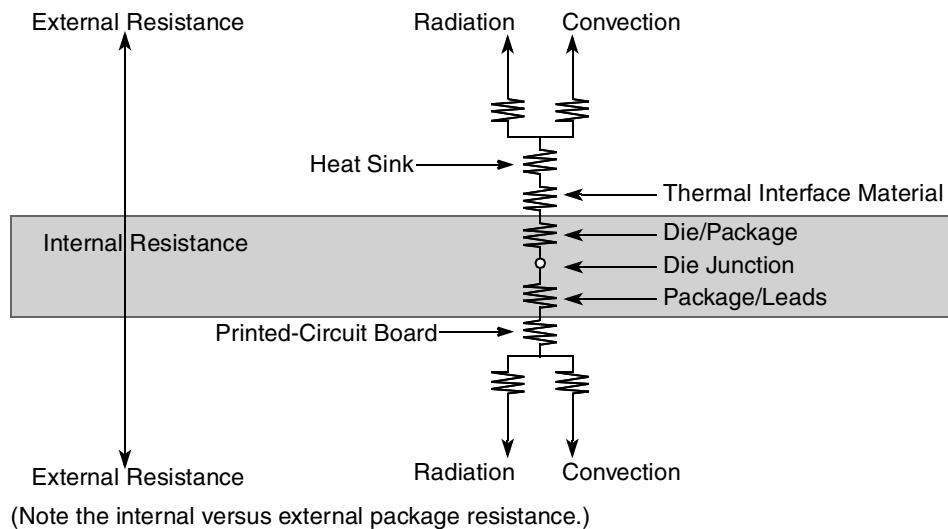 External Resistance
Radiation
Convection
Heat Sink
Thermal Interface Material
Internal Resistance
Die/Package
Die Junction
Package/Leads
Printed-Circuit Board
External Resistance
Radiation
Convection
(Note the internal versus external package resistance.)